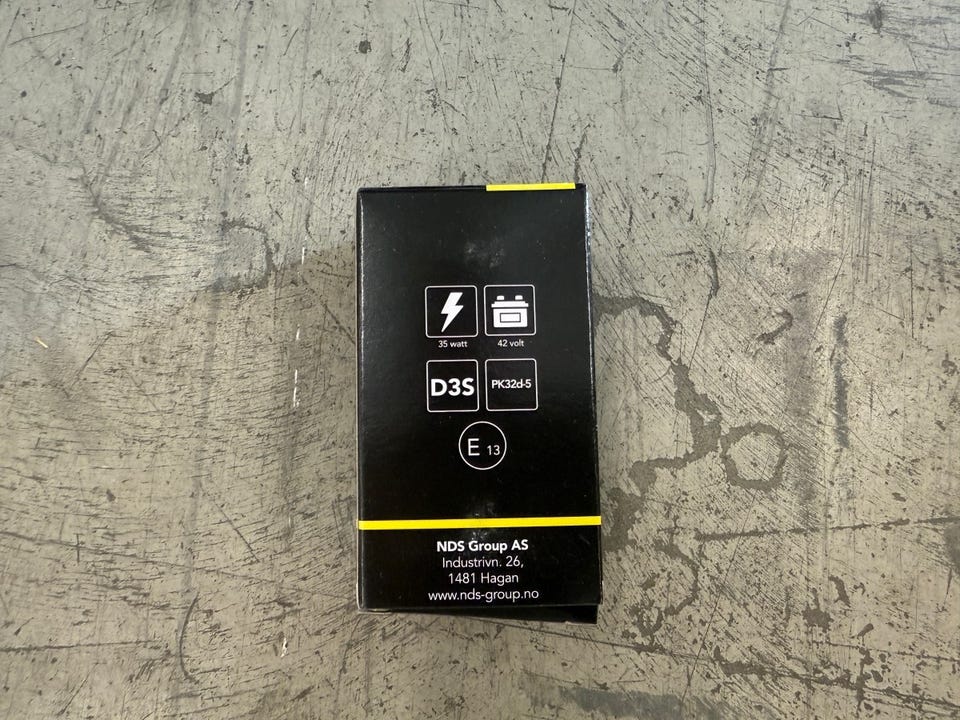 35 watt 42 volt
D3S PK32d-5
E 13
NDS Group AS
Industrivn. 26,
1481 Hagan
www.nds-group.no